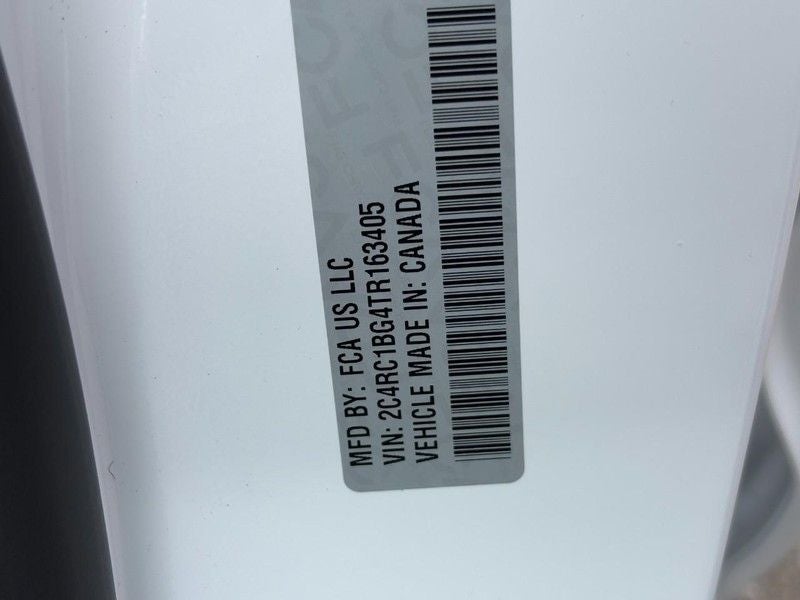 MFD BY: FCA US LLC
VIN: 2C4RC1BG4TR163405
VEHICLE MADE IN: CANADA